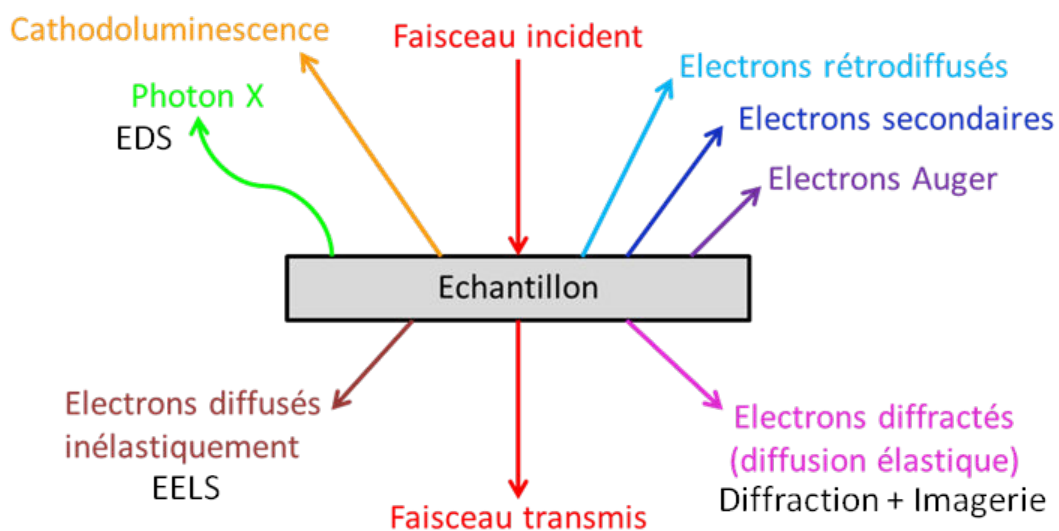 Cathodoluminescence
Faisceau incident
Photon X
EDS
Electrons rétrodiffusés
Electrons secondaires
Electrons Auger
Echantillon
Electrons diffusés
inélastiquement
EELS
Faisceau transmis
Electrons diffractés
(diffusion élastique)
Diffraction + Imagerie